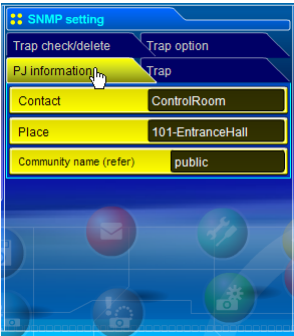 SNMP setting
Trap check/delete Trap option
PJ information Trap
Contact ControlRoom
Place 101-EntranceHall
Community name (refer) public